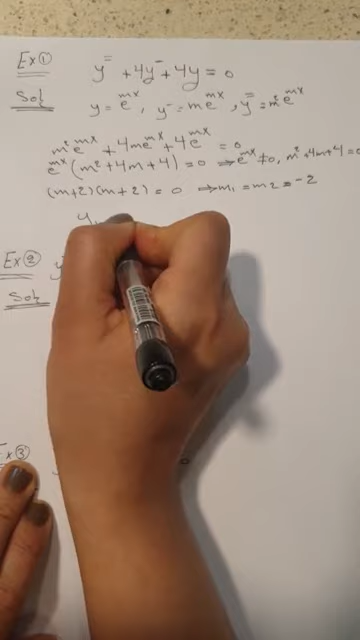 Ex①
y⁼ + 4y⁻ + 4y = 0
Sol
y = e^mx, y⁻ = me^mx, y⁼ = m²e^mx
m²e^mx + 4me^mx + 4e^mx = 0
e^mx (m² + 4m + 4) = 0 ⇒ e^mx ≠ 0, m² + 4m + 4 = 0
(m+2)(m+2) = 0 ⇒ m₁ = m₂ = -2
Ex②
Sol
Ex③